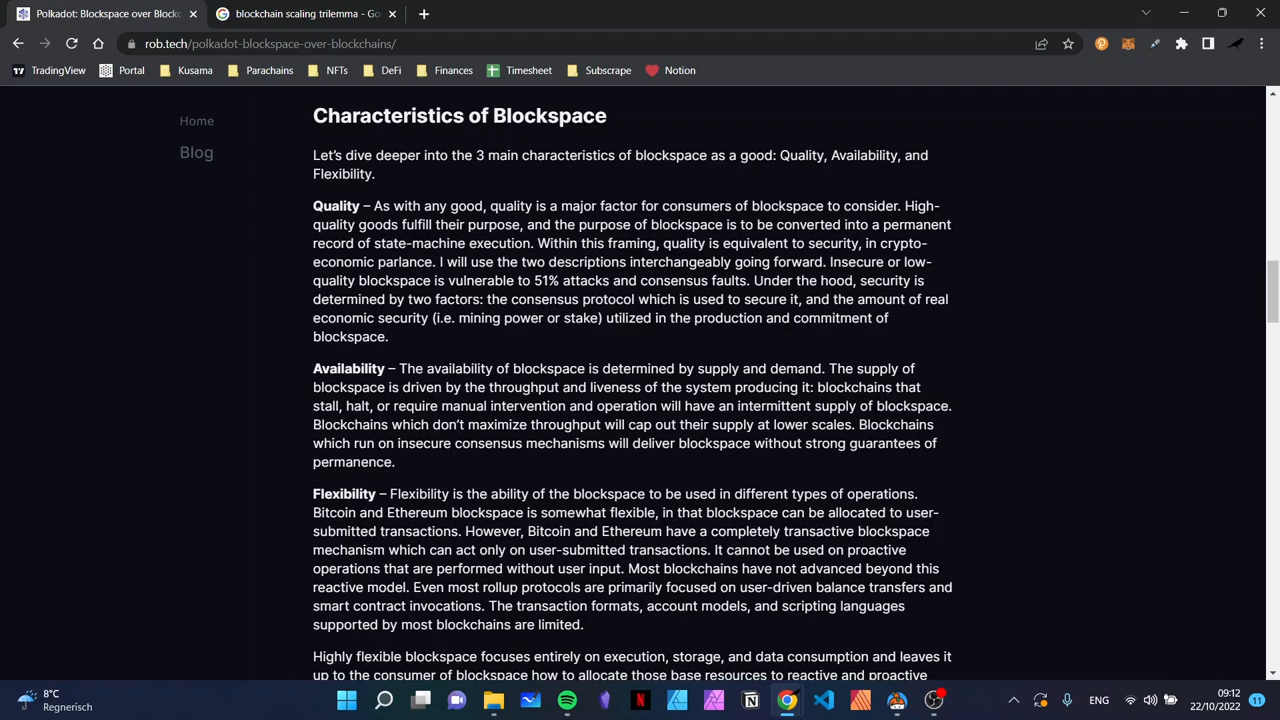 Polkadot: Blockspace over Blockc
blockchain scaling trilemma - Go
rob.tech/polkadot-blockspace-over-blockchains/
TradingView
Portal
Kusama
Parachains
NFTs
DeFi
Finances
Timesheet
Subscrape
Notion
Home
Blog
Characteristics of Blockspace
Let's dive deeper into the 3 main characteristics of blockspace as a good: Quality, Availability, and
Flexibility.
Quality – As with any good, quality is a major factor for consumers of blockspace to consider. High-
quality goods fulfill their purpose, and the purpose of blockspace is to be converted into a permanent
record of state-machine execution. Within this framing, quality is equivalent to security, in crypto-
economic parlance. I will use the two descriptions interchangeably going forward. Insecure or low-
quality blockspace is vulnerable to 51% attacks and consensus faults. Under the hood, security is
determined by two factors: the consensus protocol which is used to secure it, and the amount of real
economic security (i.e. mining power or stake) utilized in the production and commitment of
blockspace.
Availability – The availability of blockspace is determined by supply and demand. The supply of
blockspace is driven by the throughput and liveness of the system producing it: blockchains that
stall, halt, or require manual intervention and operation will have an intermittent supply of blockspace.
Blockchains which don't maximize throughput will cap out their supply at lower scales. Blockchains
which run on insecure consensus mechanisms will deliver blockspace without strong guarantees of
permanence.
Flexibility – Flexibility is the ability of the blockspace to be used in different types of operations.
Bitcoin and Ethereum blockspace is somewhat flexible, in that blockspace can be allocated to user-
submitted transactions. However, Bitcoin and Ethereum have a completely transactive blockspace
mechanism which can act only on user-submitted transactions. It cannot be used on proactive
operations that are performed without user input. Most blockchains have not advanced beyond this
reactive model. Even most rollup protocols are primarily focused on user-driven balance transfers and
smart contract invocations. The transaction formats, account models, and scripting languages
supported by most blockchains are limited.
Highly flexible blockspace focuses entirely on execution, storage, and data consumption and leaves it
up to the consumer of blockspace how to allocate those base resources to reactive and proactive
8°C
Regnerisch
ENG
09:12
22/10/2022
11